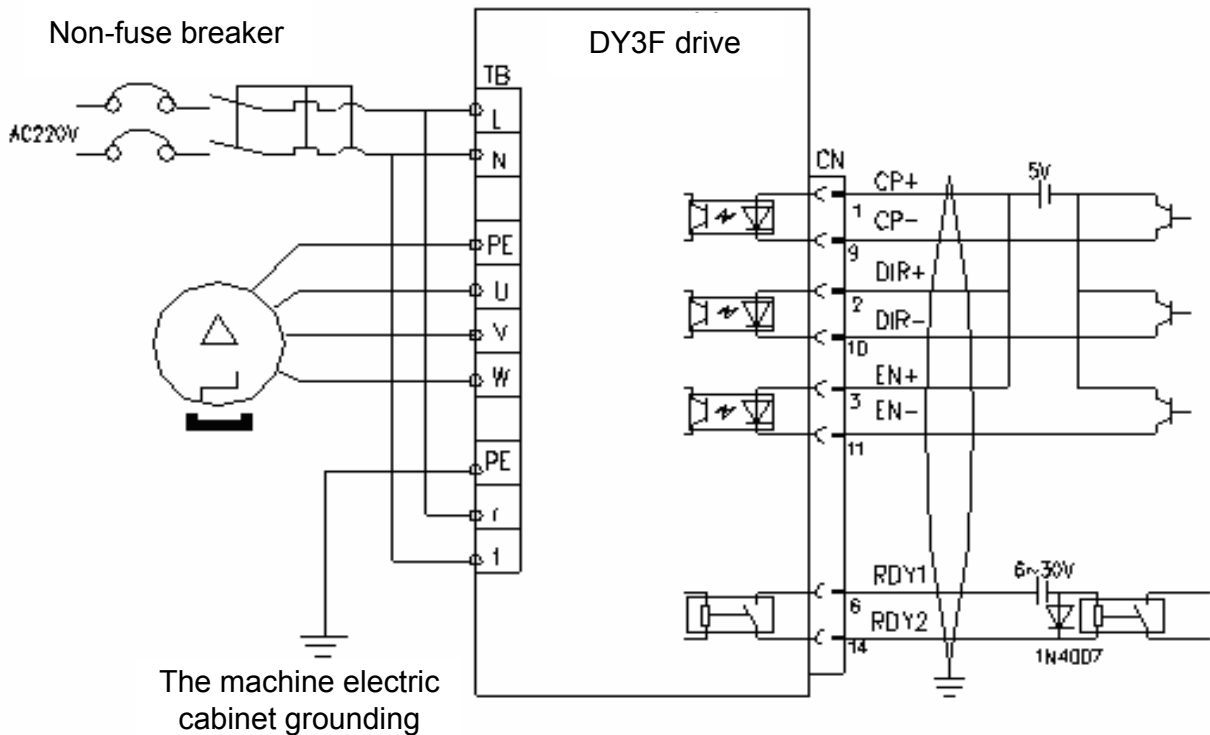 Non-fuse breaker
DY3F drive
TB
AC220V
L
N
PE
U
V
W
PE
r
1
The machine electric
cabinet grounding
CN
CP+
5V
1
CP-
9
DIR+
2
DIR-
10
EN+
3
EN-
11
RDY1
6~30V
6
RDY2
14
1N4007